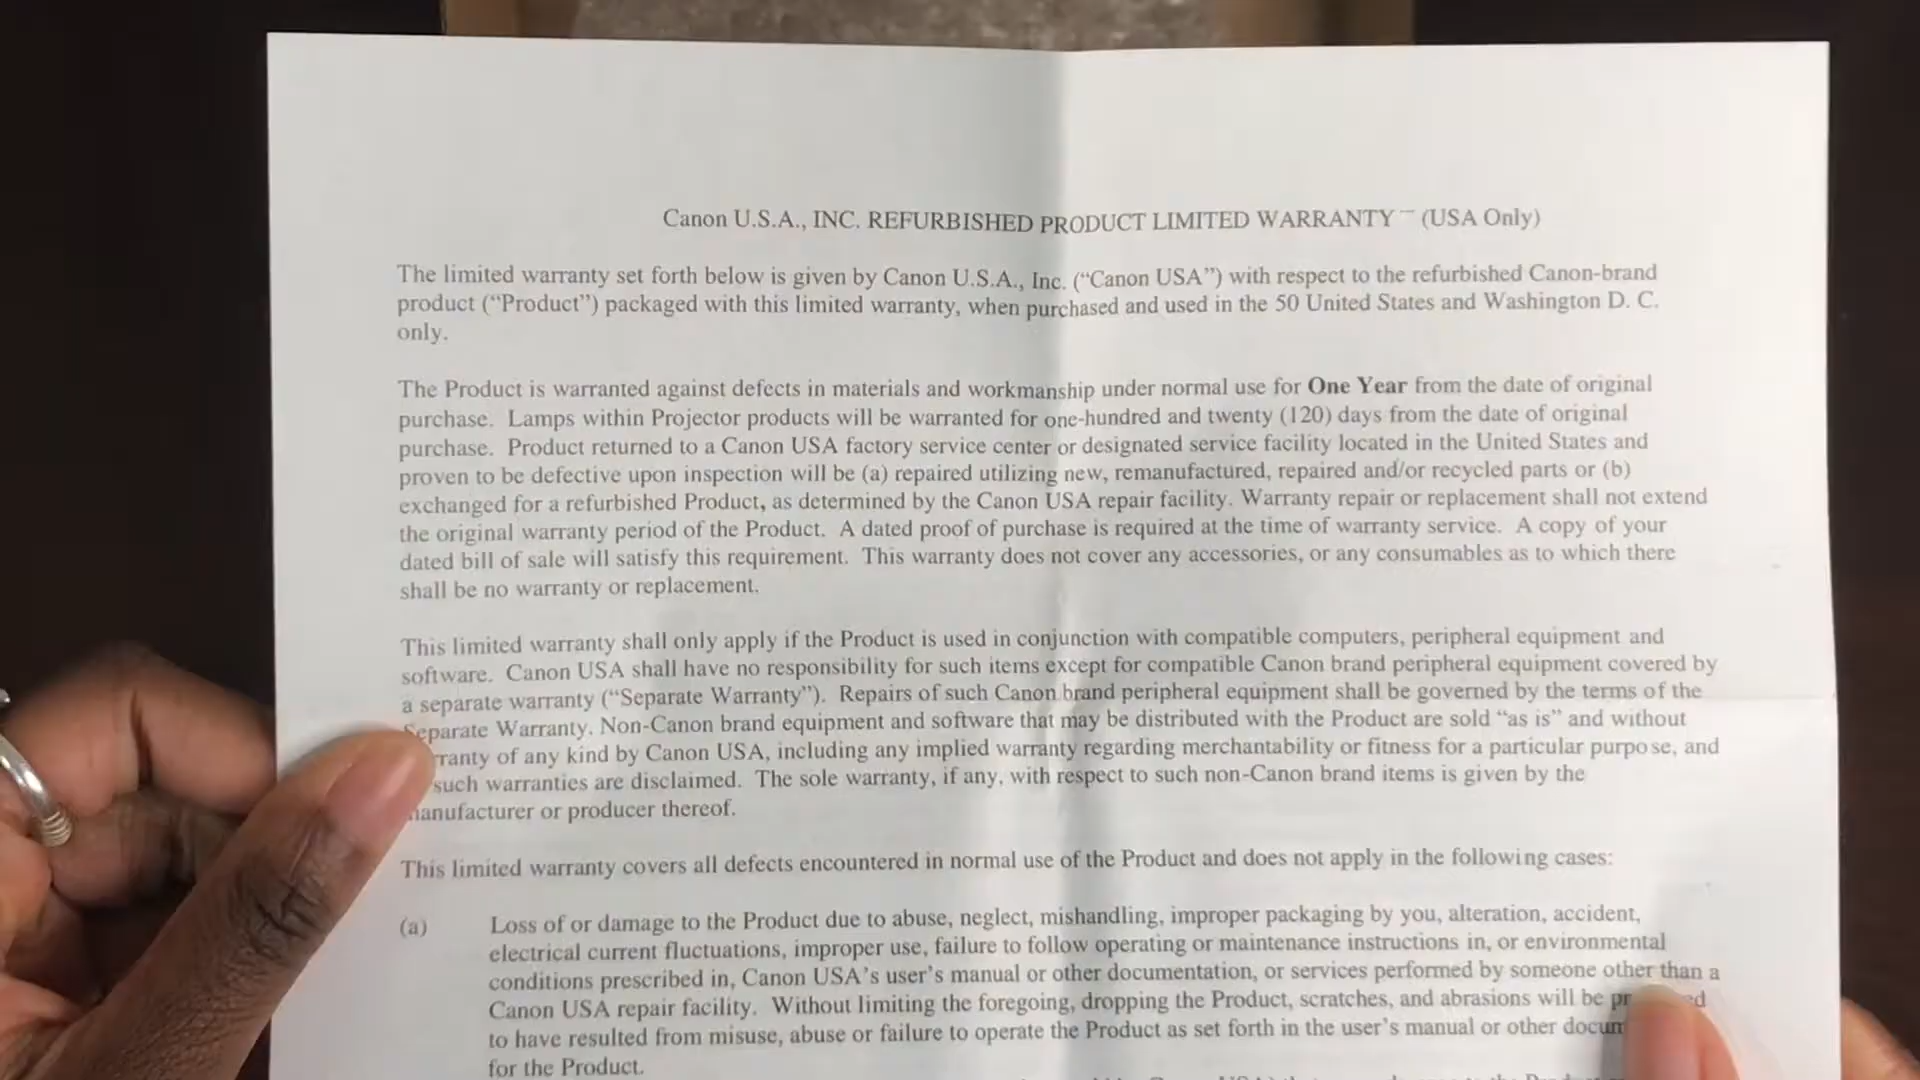 Canon U.S.A., INC. REFURBISHED PRODUCT LIMITED WARRANTY — (USA Only)
The limited warranty set forth below is given by Canon U.S.A., Inc. (“Canon USA”) with respect to the refurbished Canon-brand
product (“Product”) packaged with this limited warranty, when purchased and used in the 50 United States and Washington D. C.
only.
The Product is warranted against defects in materials and workmanship under normal use for One Year from the date of original
purchase. Lamps within Projector products will be warranted for one-hundred and twenty (120) days from the date of original
purchase. Product returned to a Canon USA factory service center or designated service facility located in the United States and
proven to be defective upon inspection will be (a) repaired utilizing new, remanufactured, repaired and/or recycled parts or (b)
exchanged for a refurbished Product, as determined by the Canon USA repair facility. Warranty repair or replacement shall not extend
the original warranty period of the Product. A dated proof of purchase is required at the time of warranty service. A copy of your
dated bill of sale will satisfy this requirement. This warranty does not cover any accessories, or any consumables as to which there
shall be no warranty or replacement.
This limited warranty shall only apply if the Product is used in conjunction with compatible computers, peripheral equipment and
software. Canon USA shall have no responsibility for such items except for compatible Canon brand peripheral equipment covered by
a separate warranty (“Separate Warranty”). Repairs of such Canon brand peripheral equipment shall be governed by the terms of the
Separate Warranty. Non-Canon brand equipment and software that may be distributed with the Product are sold “as is” and without
ranty of any kind by Canon USA, including any implied warranty regarding merchantability or fitness for a particular purpose, and
such warranties are disclaimed. The sole warranty, if any, with respect to such non-Canon brand items is given by the
anufacturer or producer thereof.
This limited warranty covers all defects encountered in normal use of the Product and does not apply in the following cases:
(a) Loss of or damage to the Product due to abuse, neglect, mishandling, improper packaging by you, alteration, accident,
electrical current fluctuations, improper use, failure to follow operating or maintenance instructions in, or environmental
conditions prescribed in, Canon USA’s user’s manual or other documentation, or services performed by someone other than a
Canon USA repair facility. Without limiting the foregoing, dropping the Product, scratches, and abrasions will be
to have resulted from misuse, abuse or failure to operate the Product as set forth in the user’s manual or other docum
for the Product.